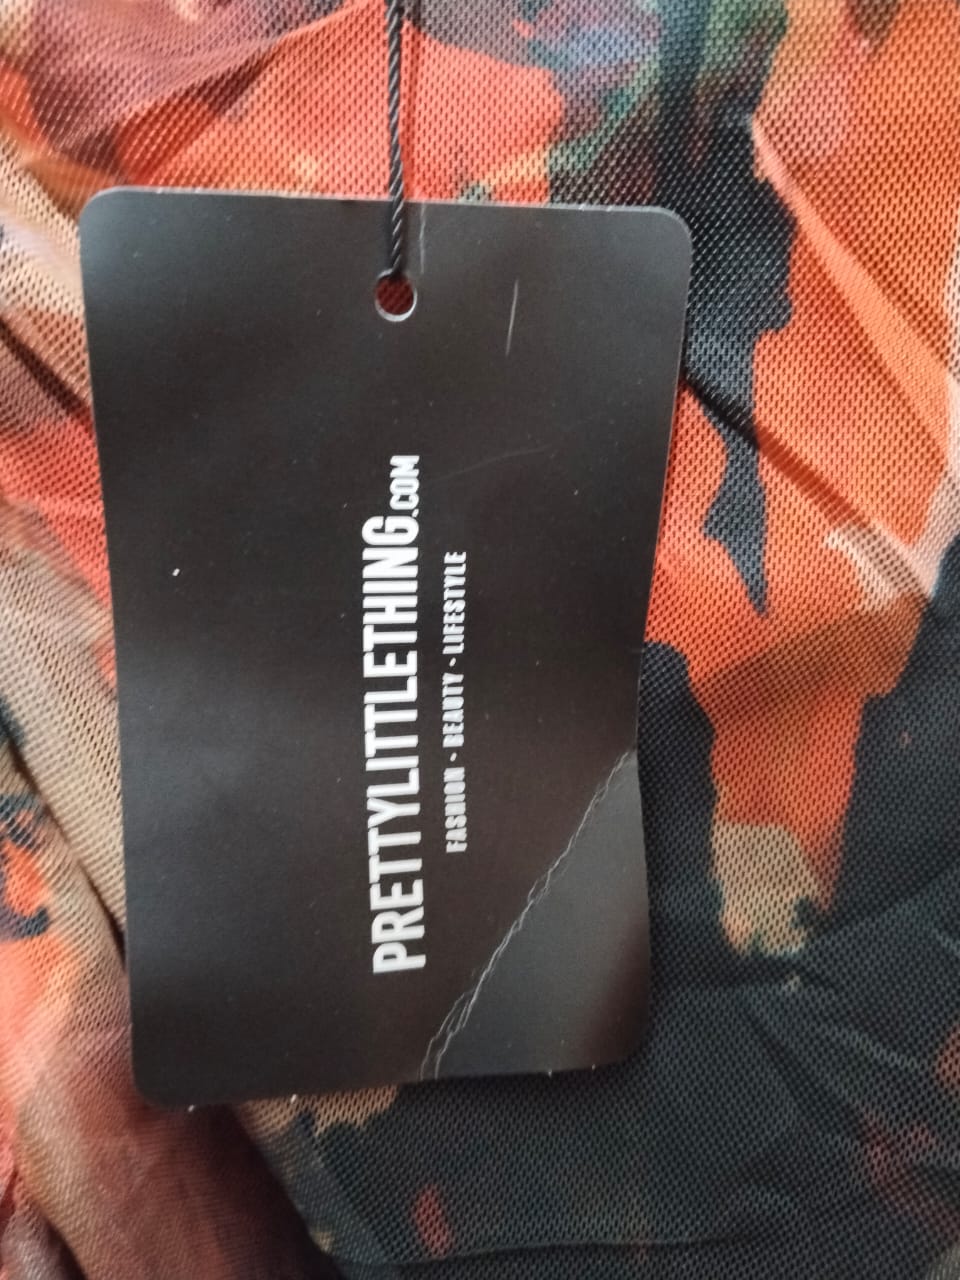 PRETTYLITTLETHING.COM
FASHION · BEAUTY · LIFESTYLE